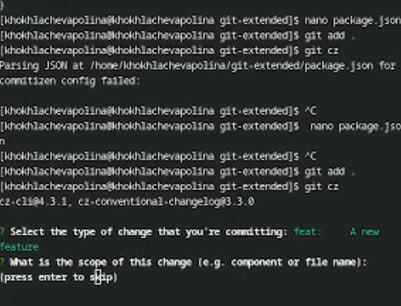 }
[khokhlachevapolina@khokhlachevapolina git-extended]$ nano package.json
[khokhlachevapolina@khokhlachevapolina git-extended]$ git add .
[khokhlachevapolina@khokhlachevapolina git-extended]$ git cz
Parsing JSON at /home/khokhlachevapolina/git-extended/package.json for
commitizen config failed:
[khokhlachevapolina@khokhlachevapolina git-extended]$ ^C
[khokhlachevapolina@khokhlachevapolina git-extended]$  nano package.jso
n
[khokhlachevapolina@khokhlachevapolina git-extended]$ ^C
[khokhlachevapolina@khokhlachevapolina git-extended]$ git add .
[khokhlachevapolina@khokhlachevapolina git-extended]$ git cz
cz-cli@4.3.1, cz-conventional-changelog@3.3.0
? Select the type of change that you're committing: feat:     A new
feature
? What is the scope of this change (e.g. component or file name):
(press enter to skip)